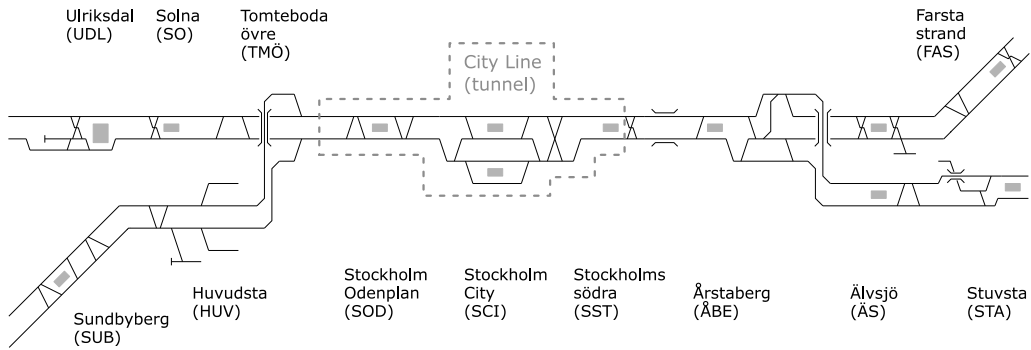 Ulriksdal
(UDL)
Solna
(SO)
Tomteboda
övre
(TMÖ)
City Line
(tunnel)
Farsta
strand
(FAS)
Sundbyberg
(SUB)
Huvudsta
(HUV)
Stockholm
Odenplan
(SOD)
Stockholm
City
(SCI)
Stockholms
södra
(SST)
Årstaberg
(ÅBE)
Älvsjö
(ÄS)
Stuvsta
(STA)